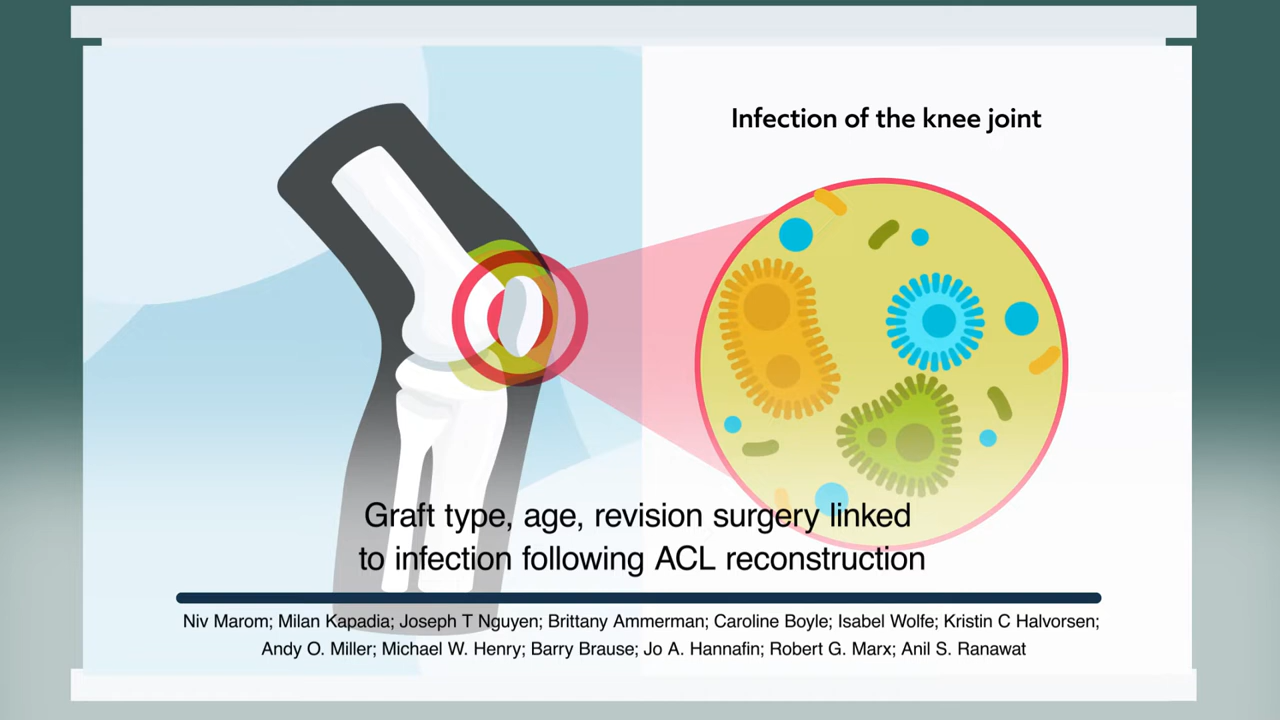 Infection of the knee joint
Graft type, age, revision surgery linked
to infection following ACL reconstruction
Niv Marom; Milan Kapadia; Joseph T Nguyen; Brittany Ammerman; Caroline Boyle; Isabel Wolfe; Kristin C Halvorsen;
Andy O. Miller; Michael W. Henry; Barry Brause; Jo A. Hannafin; Robert G. Marx; Anil S. Ranawat